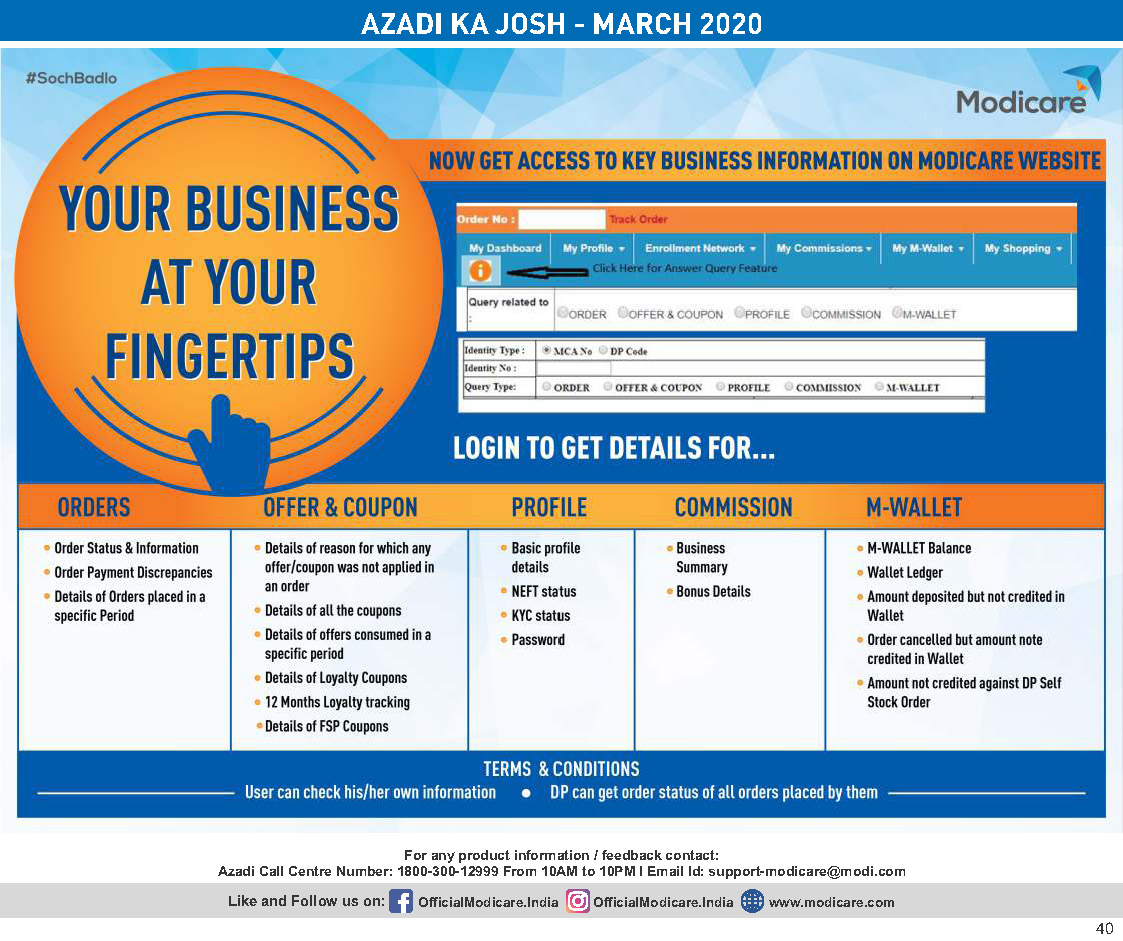 AZADI KA JOSH - MARCH 2020
#SochBadlo
Modicare
YOUR BUSINESS
AT YOUR
FINGERTIPS
NOW GET ACCESS TO KEY BUSINESS INFORMATION ON MODICARE WEBSITE
Order No : Track Order
My Dashboard My Profile Enrollment Network My Commissions My M-Wallet My Shopping
Click Here for Answer Query Feature
Query related to
:
ORDER OFFER & COUPON PROFILE COMMISSION M-WALLET
Identity Type : MCA No DP Code
Identity No :
Query Type: ORDER OFFER & COUPON PROFILE COMMISSION M-WALLET
LOGIN TO GET DETAILS FOR...
ORDERS
Order Status & Information
Order Payment Discrepancies
Details of Orders placed in a
specific Period
OFFER & COUPON
Details of reason for which any
offer/coupon was not applied in
an order
Details of all the coupons
Details of offers consumed in a
specific period
Details of Loyalty Coupons
12 Months Loyalty tracking
Details of FSP Coupons
PROFILE
Basic profile
details
NEFT status
KYC status
Password
COMMISSION
Business
Summary
Bonus Details
M-WALLET
M-WALLET Balance
Wallet Ledger
Amount deposited but not credited in
Wallet
Order cancelled but amount note
credited in Wallet
Amount not credited against DP Self
Stock Order
TERMS & CONDITIONS
User can check his/her own information ● DP can get order status of all orders placed by them
For any product information / feedback contact:
Azadi Call Centre Number: 1800-300-12999 From 10AM to 10PM I Email Id: support-modicare@modi.com
Like and Follow us on: OfficialModicare.India OfficialModicare.India www.modicare.com
40